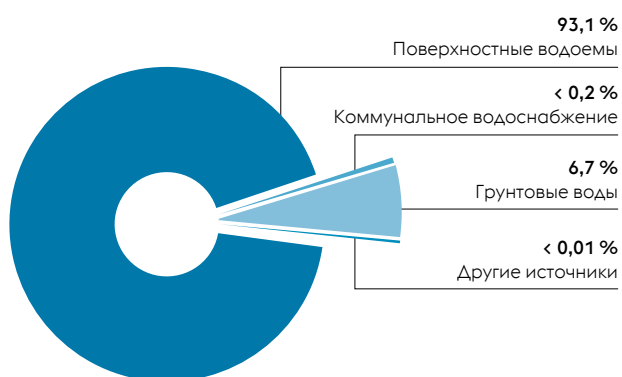 93,1 %
Поверхностные водоемы
< 0,2 %
Коммунальное водоснабжение
6,7 %
Грунтовые воды
< 0,01 %
Другие источники